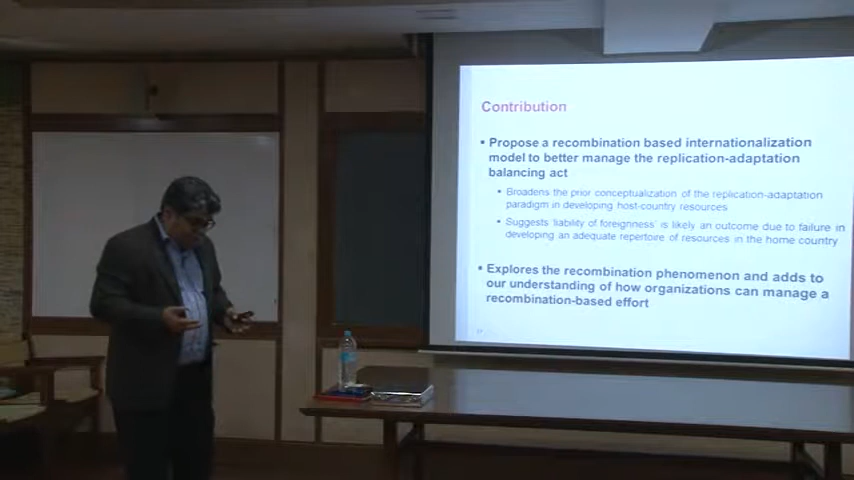 Contribution
▪ Propose a recombination based internationalization
model to better manage the replication-adaptation
balancing act
▪ Broadens the prior conceptualization of the replication-adaptation
paradigm in developing host-country resources
▪ Suggests 'liability of foreignness' is likely an outcome due to failure in
developing an adequate repertoire of resources in the home country
▪ Explores the recombination phenomenon and adds to
our understanding of how organizations can manage a
recombination-based effort